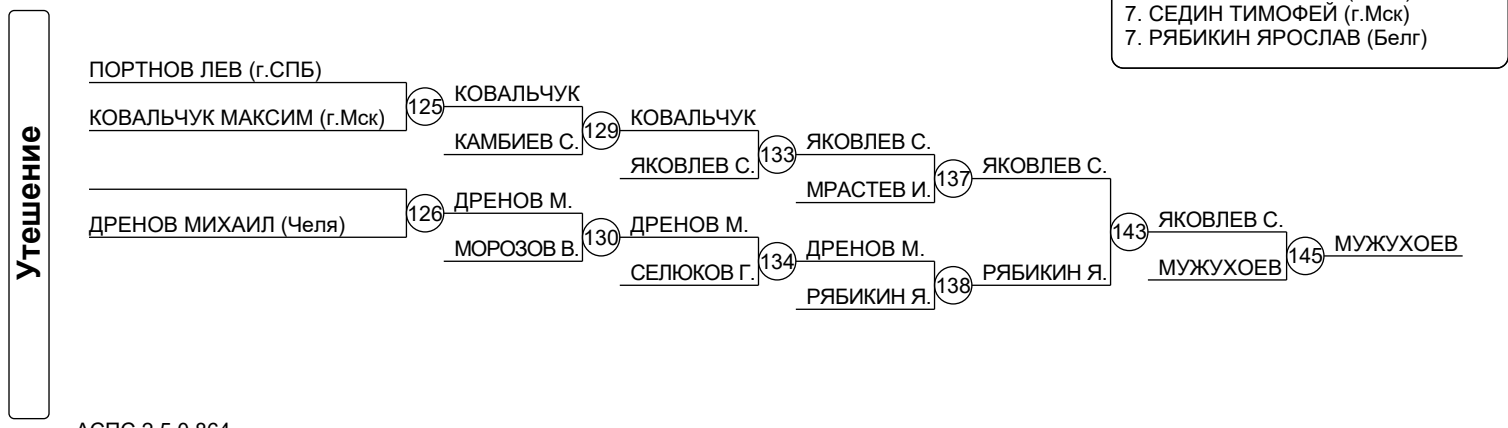 7. СЕДИН ТИМОФЕЙ (г.Мск)
7. РЯБИКИН ЯРОСЛАВ (Белг)
Утешение
ПОРТНОВ ЛЕВ (г.СПБ)
КОВАЛЬЧУК МАКСИМ (г.Мск)
125
КОВАЛЬЧУК
КАМБИЕВ С.
129
КОВАЛЬЧУК
ЯКОВЛЕВ С.
133
ЯКОВЛЕВ С.
МРАСТЕВ И.
137
ЯКОВЛЕВ С.
ДРЕНОВ МИХАИЛ (Челя)
126
ДРЕНОВ М.
МОРОЗОВ В.
130
ДРЕНОВ М.
СЕЛЮКОВ Г.
134
ДРЕНОВ М.
РЯБИКИН Я.
138
РЯБИКИН Я.
143
ЯКОВЛЕВ С.
МУЖУХОЕВ
145
МУЖУХОЕВ